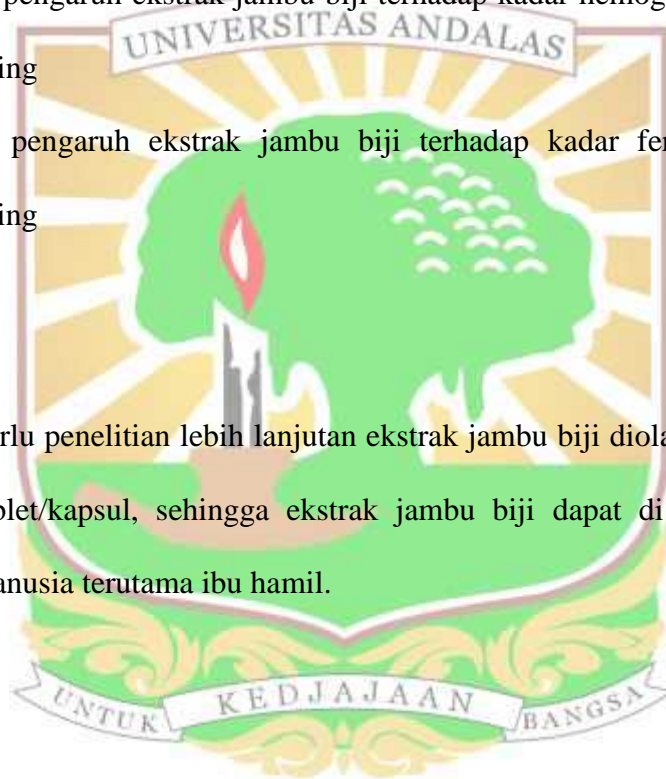 pengaruh ekstrak jambu biji terhadap kadar hemog
UNIVERSITAS ANDALAS
ing
pengaruh ekstrak jambu biji terhadap kadar fer
ing
rlu penelitian lebih lanjutan ekstrak jambu biji diola
blet/kapsul, sehingga ekstrak jambu biji dapat di
anusia terutama ibu hamil.
UNTUK KEDJAJAAN BANGSA